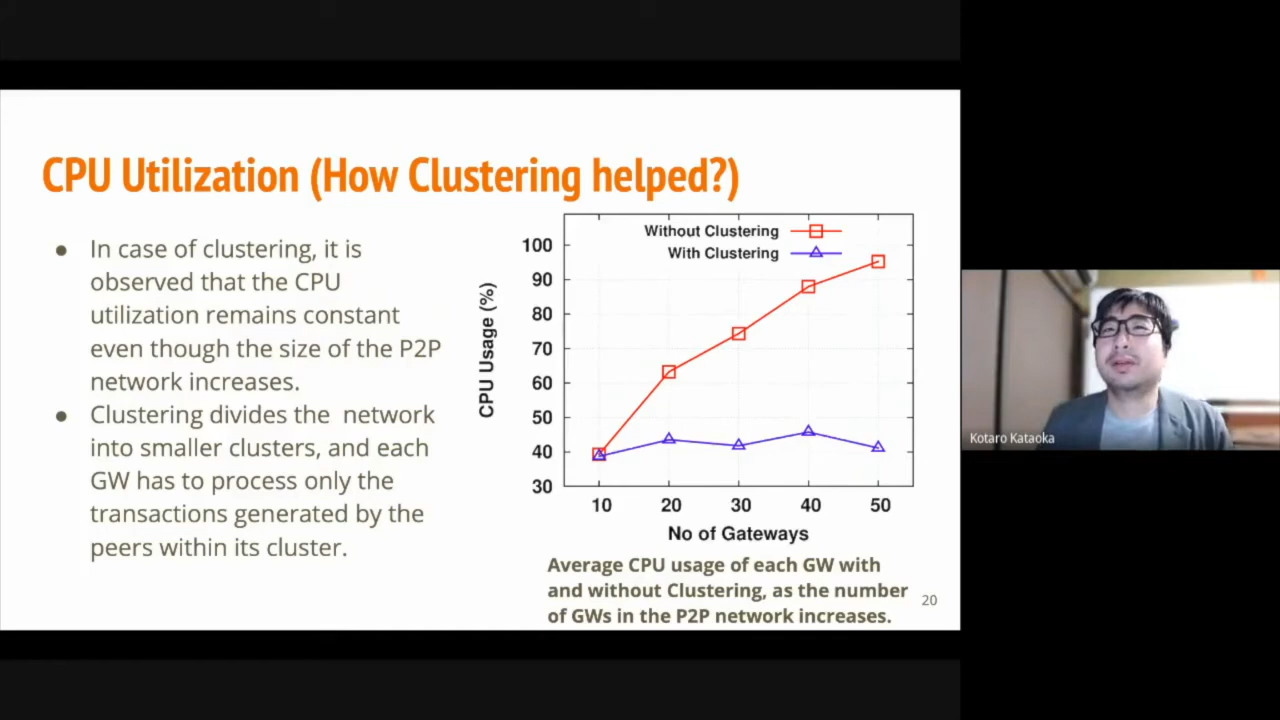 CPU Utilization (How Clustering helped?)
● In case of clustering, it is
observed that the CPU
utilization remains constant
even though the size of the P2P
network increases.
● Clustering divides the  network
into smaller clusters, and each
GW has to process only the
transactions generated by the
peers within its cluster.
Without Clustering
With Clustering
CPU Usage (%)
100
90
80
70
60
50
40
30
10 20 30 40 50
No of Gateways
Average CPU usage of each GW with
and without Clustering, as the number
of GWs in the P2P network increases.
20
Kotaro Kataoka